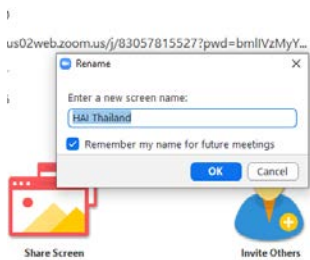 us02web.zoom.us/j/83057815527?pwd=bmlIVzMyY...
Rename
Enter a new screen name:
HAI Thailand
Remember my name for future meetings
OK
Cancel
Share Screen
Invite Others